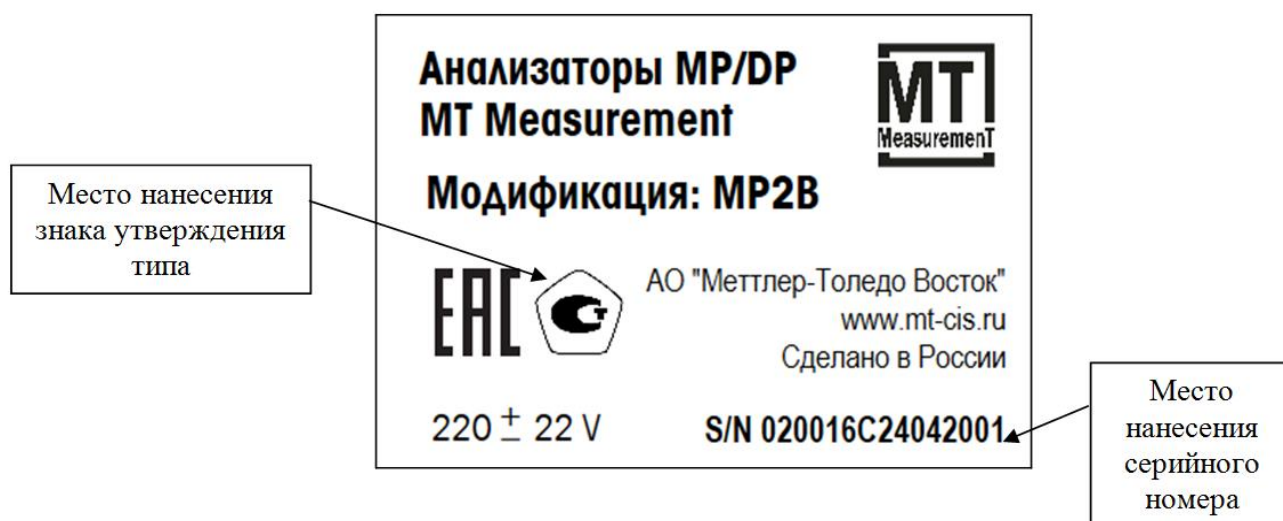 Анализаторы MP/DP
MT Measurement
MT
MeasuremenT
Модификация: MP2B
Место нанесения
знака утверждения
типа
EAC
АО "Меттлер-Толедо Восток"
www.mt-cis.ru
Сделано в России
220 ± 22 V
S/N 020016C24042001
Место
нанесения
серийного
номера